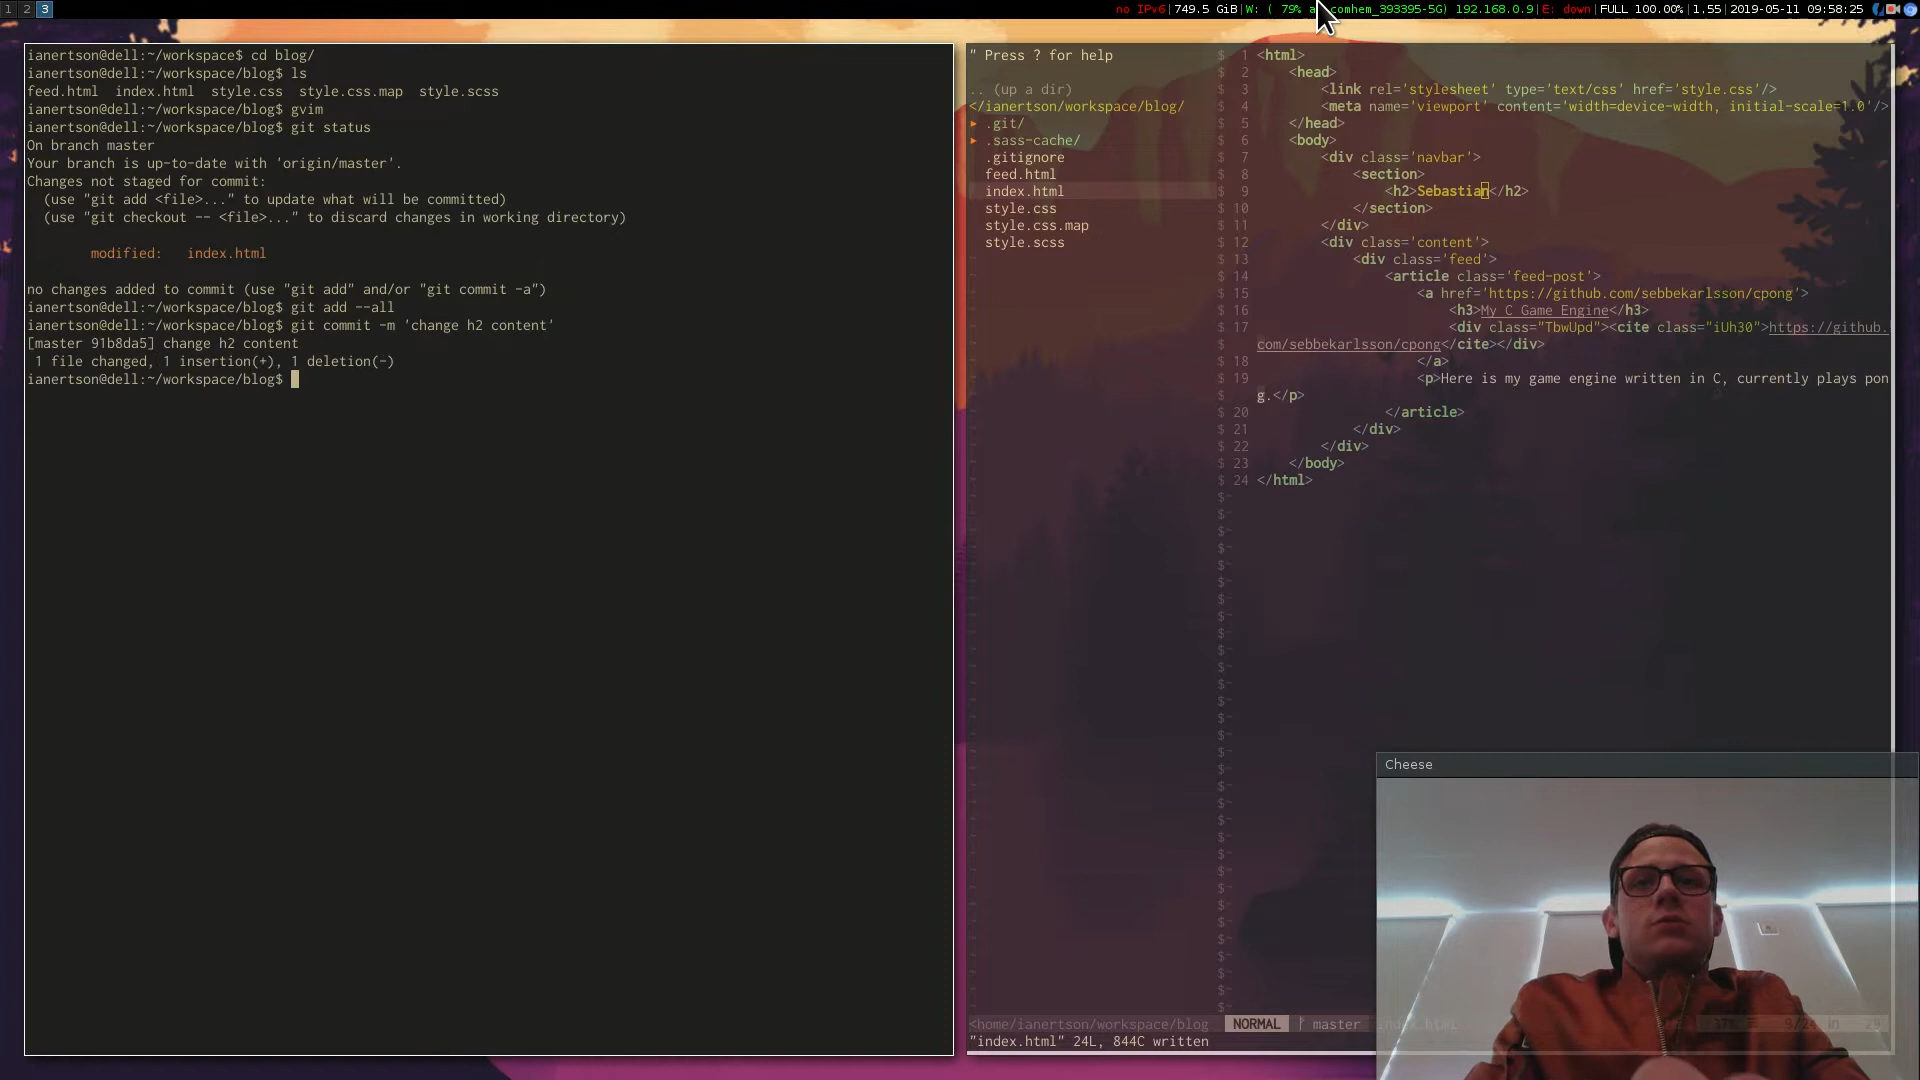 1 2 3
no IPv6|749.5 GiB|W: ( 79% a comhem_393395-5G) 192.168.0.9|E: down|FULL 100.00%|1.55|2019-05-11 09:58:25
ianertson@dell:~/workspace$ cd blog/
ianertson@dell:~/workspace/blog$ ls
feed.html  index.html  style.css  style.css.map  style.scss
ianertson@dell:~/workspace/blog$ gvim
ianertson@dell:~/workspace/blog$ git status
On branch master
Your branch is up-to-date with 'origin/master'.
Changes not staged for commit:
  (use "git add <file>..." to update what will be committed)
  (use "git checkout -- <file>..." to discard changes in working directory)
        modified:   index.html
no changes added to commit (use "git add" and/or "git commit -a")
ianertson@dell:~/workspace/blog$ git add --all
ianertson@dell:~/workspace/blog$ git commit -m 'change h2 content'
[master 91b8da5] change h2 content
 1 file changed, 1 insertion(+), 1 deletion(-)
ianertson@dell:~/workspace/blog$
" Press ? for help
.. (up a dir)
</ianertson/workspace/blog/
▸ .git/
▸ .sass-cache/
  .gitignore
  feed.html
  index.html
  style.css
  style.css.map
  style.scss
$  1 <html>
$  2     <head>
$  3         <link rel='stylesheet' type='text/css' href='style.css'/>
$  4         <meta name='viewport' content='width=device-width, initial-scale=1.0'/>
$  5     </head>
$  6     <body>
$  7         <div class='navbar'>
$  8             <section>
$  9                 <h2>Sebastian</h2>
$ 10             </section>
$ 11         </div>
$ 12         <div class='content'>
$ 13             <div class='feed'>
$ 14                 <article class='feed-post'>
$ 15                     <a href='https://github.com/sebbekarlsson/cpong'>
$ 16                         <h3>My C Game Engine</h3>
$ 17                         <div class="TbwUpd"><cite class="iUh30">https://github.
$    com/sebbekarlsson/cpong</cite></div>
$ 18                     </a>
$ 19                     <p>Here is my game engine written in C, currently plays pon
$    g.</p>
$ 20                 </article>
$ 21             </div>
$ 22         </div>
$ 23     </body>
$ 24 </html>
<home/ianertson/workspace/blog NORMAL master index.html
"index.html" 24L, 844C written
Cheese